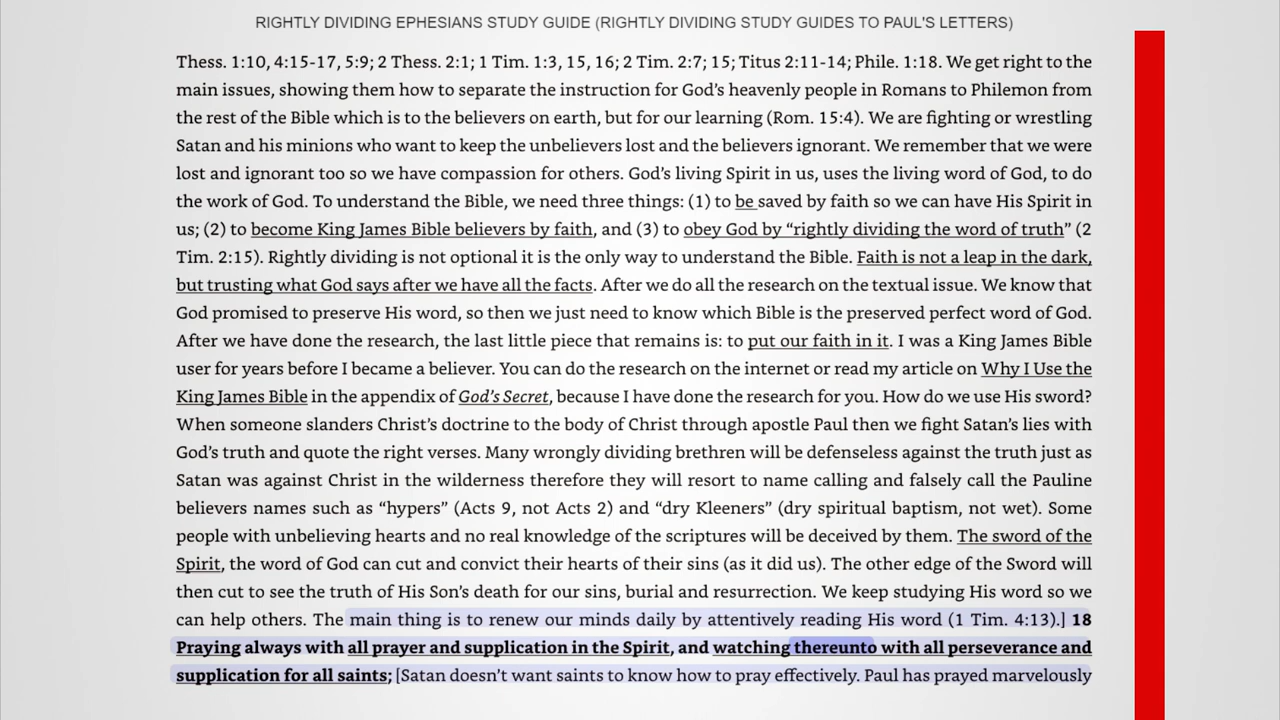 RIGHTLY DIVIDING EPHESIANS STUDY GUIDE (RIGHTLY DIVIDING STUDY GUIDES TO PAUL'S LETTERS)
Thess. 1:10, 4:15-17, 5:9; 2 Thess. 2:1; 1 Tim. 1:3, 15, 16; 2 Tim. 2:7; 15; Titus 2:11-14; Phile. 1:18. We get right to the
main issues, showing them how to separate the instruction for God’s heavenly people in Romans to Philemon from
the rest of the Bible which is to the believers on earth, but for our learning (Rom. 15:4). We are fighting or wrestling
Satan and his minions who want to keep the unbelievers lost and the believers ignorant. We remember that we were
lost and ignorant too so we have compassion for others. God’s living Spirit in us, uses the living word of God, to do
the work of God. To understand the Bible, we need three things: (1) to be saved by faith so we can have His Spirit in
us; (2) to become King James Bible believers by faith, and (3) to obey God by “rightly dividing the word of truth” (2
Tim. 2:15). Rightly dividing is not optional it is the only way to understand the Bible. Faith is not a leap in the dark,
but trusting what God says after we have all the facts. After we do all the research on the textual issue. We know that
God promised to preserve His word, so then we just need to know which Bible is the preserved perfect word of God.
After we have done the research, the last little piece that remains is: to put our faith in it. I was a King James Bible
user for years before I became a believer. You can do the research on the internet or read my article on Why I Use the
King James Bible in the appendix of God’s Secret, because I have done the research for you. How do we use His sword?
When someone slanders Christ’s doctrine to the body of Christ through apostle Paul then we fight Satan’s lies with
God’s truth and quote the right verses. Many wrongly dividing brethren will be defenseless against the truth just as
Satan was against Christ in the wilderness therefore they will resort to name calling and falsely call the Pauline
believers names such as “hypers” (Acts 9, not Acts 2) and “dry Kleeners” (dry spiritual baptism, not wet). Some
people with unbelieving hearts and no real knowledge of the scriptures will be deceived by them. The sword of the
Spirit, the word of God can cut and convict their hearts of their sins (as it did us). The other edge of the Sword will
then cut to see the truth of His Son’s death for our sins, burial and resurrection. We keep studying His word so we
can help others. The main thing is to renew our minds daily by attentively reading His word (1 Tim. 4:13).] 18
Praying always with all prayer and supplication in the Spirit, and watching thereunto with all perseverance and
supplication for all saints; [Satan doesn’t want saints to know how to pray effectively. Paul has prayed marvelously